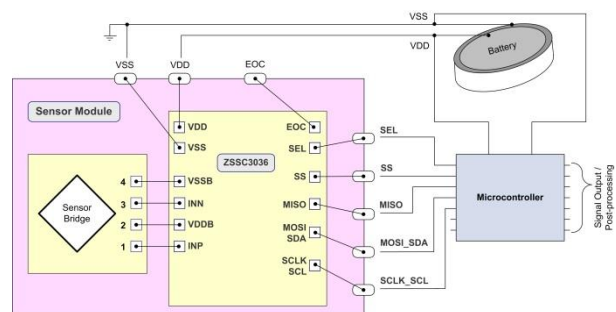 VSS
VDD
Battery
VSS
VDD
EOC
Sensor Module
VDD
VSS
ZSSC3036
EOC
SEL
SEL
Sensor
Bridge
4
VSSB
SS
SS
3
INN
MISO
MISO
Microcontroller
2
VDDB
MOSI
SDA
MOSI_SDA
1
INP
SCLK
SCL
SCLK_SCL
Signal Output /
Post-processing